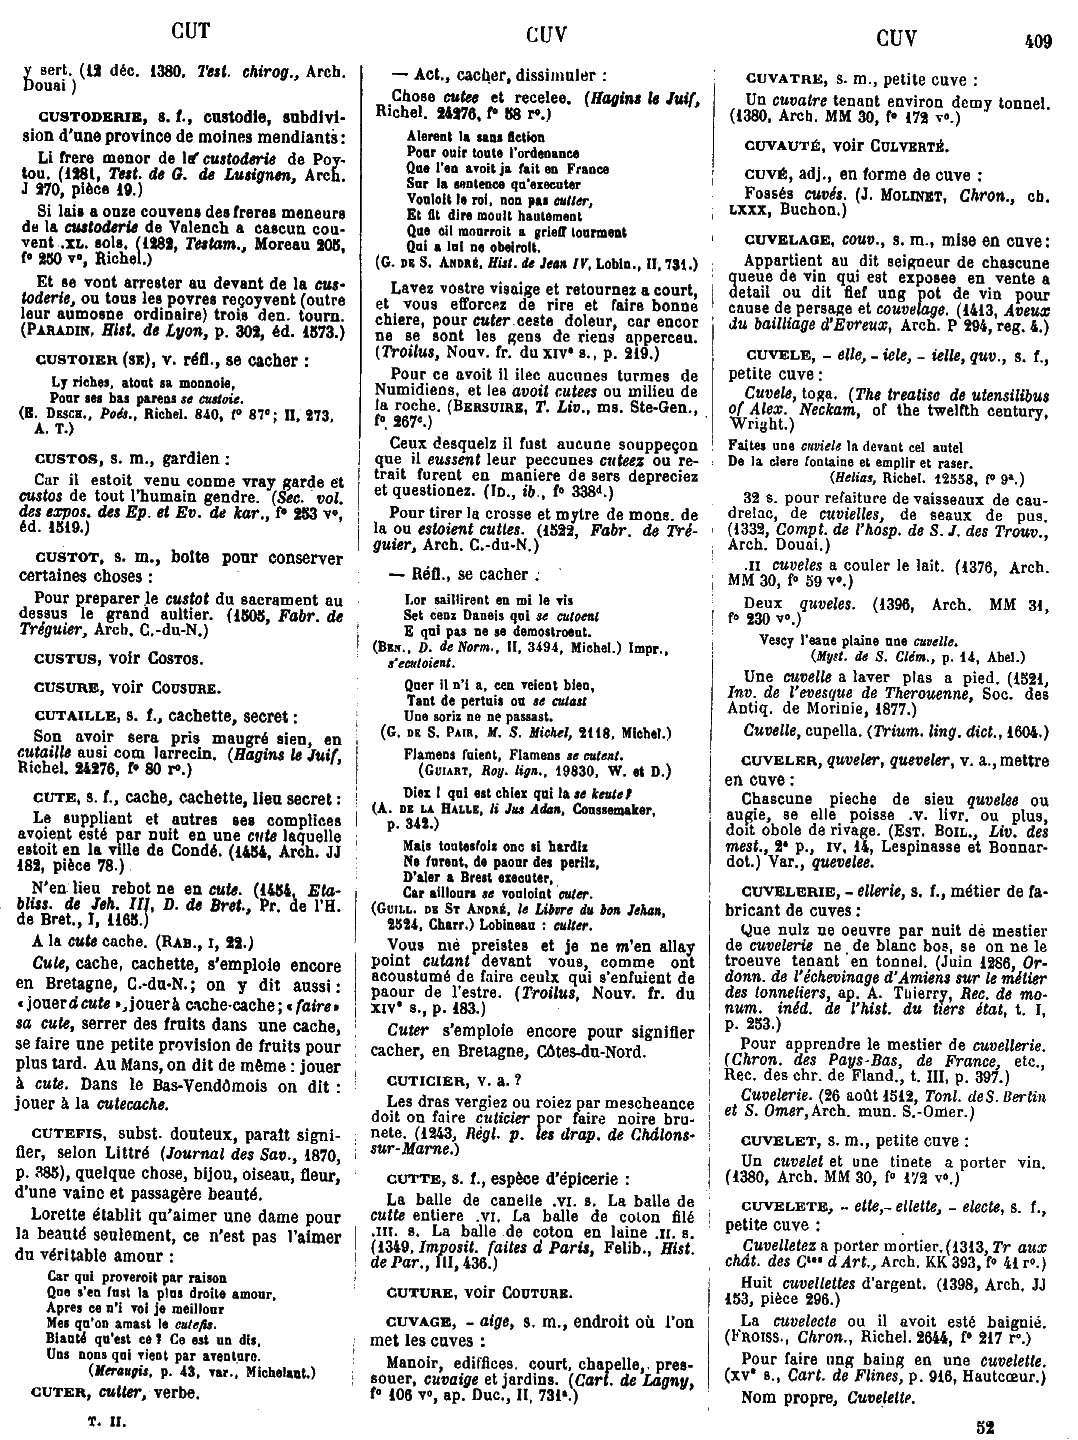 CUT
CUV
CUV
409
y sert. (12 déc. 1380, Test. chirog., Arch.
Douai)
CUSTODERIE, s. f., custodie, subdivi-
sion d'une province de moines mendiants:
Li frere menor de le custoderie de Poy-
tou. (1281, Test. de G. de Lusignen, Arch.
J 270, pièce 19.)
Si lais a onze couvens des freres meneurs
de la custoderie de Valench a cascun cou-
vent .XL. sols. (1282, Testam., Moreau 205,
f° 250 v°, Richel.)
Et se vont arrester au devant de la cus-
toderie, ou tous les povres reçoyvent (outre
leur aumosne ordinaire) trois den. tourn.
(PARADIN, Hist. de Lyon, p. 302, éd. 1573.)
CUSTOIER (SE), v. réfl., se cacher :
Ly riches, atout sa monnoie,
Pour ses bas parens se custoie.
(E. DESCH., Poés., Richel. 840, f° 87ᶜ; II, 273,
A. T.)
CUSTOS, s. m., gardien :
Car il estoit venu comme vray garde et
custos de tout l'humain gendre. (Sec. vol.
des expos. des Ep. et Ev. de kar., f° 253 v°,
éd. 1519.)
CUSTOT, s. m., boîte pour conserver
certaines choses :
Pour preparer le custot du sacrament au
dessus le grand aultier. (1505, Fabr. de
Tréguier, Arch. C.-du-N.)
CUSTUS, voir COSTOS.
CUSURE, voir COUSURE.
CUTAILLE, s. f., cachette, secret :
Son avoir sera pris maugré sien, en
cutaille ausi com larrecin. (Hagins le Juif,
Richel. 24276, f° 80 r°.)
CUTE, s. f., cache, cachette, lieu secret :
Le suppliant et autres ses complices
avoient esté par nuit en une cute laquelle
estoit en la ville de Condé. (1454, Arch. JJ
182, pièce 78.)
N'en lieu rebot ne en cute. (1454, Eta-
bliss. de Jeh. III, D. de Bret., Pr. de l'H.
de Bret., I, 1165.)
A la cute cache. (RAB., I, 22.)
Cute, cache, cachette, s'emploie encore
en Bretagne, C.-du-N.; on y dit aussi :
« jouer à cute », jouer à cache-cache; « faire »
sa cute, serrer des fruits dans une cache,
se faire une petite provision de fruits pour
plus tard. Au Mans, on dit de même : jouer
à cute. Dans le Bas-Vendômois on dit :
jouer à la cutecache.
CUTEFIS, subst. douteux, paraît signi-
fier, selon Littré (Journal des Sav., 1870,
p. 385), quelque chose, bijou, oiseau, fleur,
d'une vaine et passagère beauté.
Lorette établit qu'aimer une dame pour
la beauté seulement, ce n'est pas l'aimer
du véritable amour :
Car qui proveroit par raison
Que s'en fust la plus droite amour,
Apres ce n'i voi je meillour
Mes qu'on amast le cutefis.
Biauté qu'est ce ? Ce est un dis,
Uns nons qui vient par aventure.
(Meraugis, p. 43, var., Michelant.)
CUTER, culter, verbe.
T. II.
— Act., cacher, dissimuler :
Chose cutee et recelee. (Hagins le Juif,
Richel. 24276, f° 58 r°.)
Alerent la sans fiction
Pour ouir toute l'ordenance
Que l'en avoit ja fait en France
Sur la sentence qu'executer
Vouloit le roi, non pas culter,
Et fit dire moult hautement
Que cil mourroit a grieff tourment
Qui a lui ne obeiroit.
(G. DE S. ANDRÉ, Hist. de Jean IV, Lobin., II, 731.)
Lavez vostre visaige et retournez a court,
et vous efforcez de rire et faire bonne
chiere, pour cuter ceste doleur, car encor
ne se sont les gens de riens apperceu.
(Troilus, Nouv. fr. du XIVᵉ s., p. 219.)
Pour ce avoit il ilec aucunes turmes de
Numidiens, et les avoit cutees ou milieu de
la roche. (BERSUIRE, T. Liv., ms. Ste-Gen.,
f° 267ᶜ.)
Ceux desquelz il fust aucune souppeçon
que il eussent leur peccunes cuteez ou re-
trait furent en maniere de sers depreciez
et questionez. (ID., ib., f° 338ᵈ.)
Pour tirer la crosse et mytre de mons. de
la ou estoient cutles. (1522, Fabr. de Tré-
guier, Arch. C.-du-N.)
— Réfl., se cacher :
Lor saillirent en mi le vis
Set cenz Daneis qui se cutoent
E qui pas ne se demostroent.
(BEN., D. de Norm., II, 3494, Michel.) Impr.,
s'ecutoient.
Quer il n'i a, cen veient bien,
Tant de pertuis ou se cutast
Une soriz ne ne passast.
(G. DE S. PAIR, M. S. Michel, 2118, Michel.)
Flamens fuient, Flamens se cutent.
(GUIART, Roy. lign., 19830, W. et D.)
Diex ! qui est chiex qui la se keute ?
(A. DE LA HALLE, li Jus Adan, Coussemaker,
p. 342.)
Mais toutesfois onc si hardiz
Ne furent, de paour des perilz,
D'aler a Brest executer,
Car ailleurs se vouloint cuter.
(GUILL. DE ST ANDRÉ, le Libvre du bon Jehan,
2524, Charr.) Lobineau : culter.
Vous me preistes et je ne m'en allay
point cutant devant vous, comme ont
acoustumé de faire ceulx qui s'enfuient de
paour de l'estre. (Troilus, Nouv. fr. du
XIVᵉ s., p. 183.)
Cuter s'emploie encore pour signifier
cacher, en Bretagne, Côtes-du-Nord.
CUTICIER, v. a. ?
Les dras vergiez ou roiez par mescheance
doit on faire cuticier por faire noire bru-
nete. (1243, Régl. p. les drap. de Châlons-
sur-Marne.)
CUTTE, s. f., espèce d'épicerie :
La balle de canelle .VI. s. La balle de
cutte entiere .VI. La balle de coton filé
.III. s. La balle de coton en laine .II. s.
(1349, Imposit. faites à Paris, Felib., Hist.
de Par., III, 436.)
CUTURE, voir COUTURE.
CUVAGE, - aige, s. m., endroit où l'on
met les cuves :
Manoir, ediffices, court, chapelle, pres-
souer, cuvaige et jardins. (Cart. de Lagny,
f° 106 v°, ap. Duc., II, 731ᵃ.)
CUVATRE, s. m., petite cuve :
Un cuvatre tenant environ demy tonnel.
(1380, Arch. MM 30, f° 172 v°.)
CUVAUTÉ, voir CULVERTÉ.
CUVÉ, adj., en forme de cuve :
Fossés cuvés. (J. MOLINET, Chron., ch.
LXXX, Buchon.)
CUVELAGE, couv., s. m., mise en cuve:
Appartient au dit seigneur de chascune
queue de vin qui est exposee en vente a
detail ou dit fief ung pot de vin pour
cause de persage et couvelage. (1413, Aveux
du bailliage d'Evreux, Arch. P 294, reg. 4.)
CUVELE, - elle, - iele, - ielle, quv., s. f.,
petite cuve :
Cuvele, toga. (The treatise de utensilibus
of Alex. Neckam, of the twelfth century,
Wright.)
Faites une cuviele la devant cel autel
De la clere fontaine et emplir et raser.
(Helias, Richel. 12558, f° 9ᵃ.)
32 s. pour refaiture de vaisseaux de cau-
drelac, de cuvielles, de seaux de pus.
(1332, Compt. de l'hosp. de S. J. des Trouv.,
Arch. Douai.)
.II cuveles a couler le lait. (1376, Arch.
MM 30, f° 59 v°.)
Deux quveles. (1396, Arch. MM 31,
f° 230 v°.)
Vescy l'eaue plaine une cuvelle.
(Myst. de S. Clém., p. 14, Abel.)
Une cuvelle a laver plas a pied. (1521,
Inv. de l'evesque de Therouenne, Soc. des
Antiq. de Morinie, 1877.)
Cuvelle, cupella. (Trium. ling. dict., 1604.)
CUVELER, quveler, queveler, v. a., mettre
en cuve :
Chascune pieche de sieu quvelee ou
augie, se elle poisse .V. livr. ou plus,
doit obole de rivage. (EST. BOIL., Liv. des
mest., 2ᵉ p., IV, 14, Lespinasse et Bonnar-
dot.) Var., quevelee.
CUVELERIE, - ellerie, s. f., métier de fa-
bricant de cuves :
Que nulz ne oeuvre par nuit de mestier
de cuvelerie ne de blanc bos, se on ne le
troeuve tenant en tonnel. (Juin 1286, Or-
donn. de l'échevinage d'Amiens sur le métier
des tonneliers, ap. A. Thierry, Rec. de mo-
num. inéd. de l'hist. du tiers état, t. I,
p. 253.)
Pour apprendre le mestier de cuvellerie.
(Chron. des Pays-Bas, de France, etc.,
Rec. des chr. de Fland., t. III, p. 397.)
Cuvelerie. (26 août 1512, Tonl. de S. Bertin
et S. Omer, Arch. mun. S.-Omer.)
CUVELET, s. m., petite cuve :
Un cuvelet et une tinete a porter vin.
(1380, Arch. MM 30, f° 172 v°.)
CUVELETE, - ette, - ellette, - electe, s. f.,
petite cuve :
Cuvelletez a porter mortier. (1313, Tr aux
chât. des Cᵗᵉˢ d'Art., Arch. KK 393, f° 41 r°.)
Huit cuvellettes d'argent. (1398, Arch. JJ
153, pièce 296.)
La cuvelecte ou il avoit esté baignié.
(FROISS., Chron., Richel. 2644, f° 217 r°.)
Pour faire ung baing en une cuvelette.
(XVᵉ s., Cart. de Flines, p. 916, Hautcœur.)
Nom propre, Cuvelette.
52